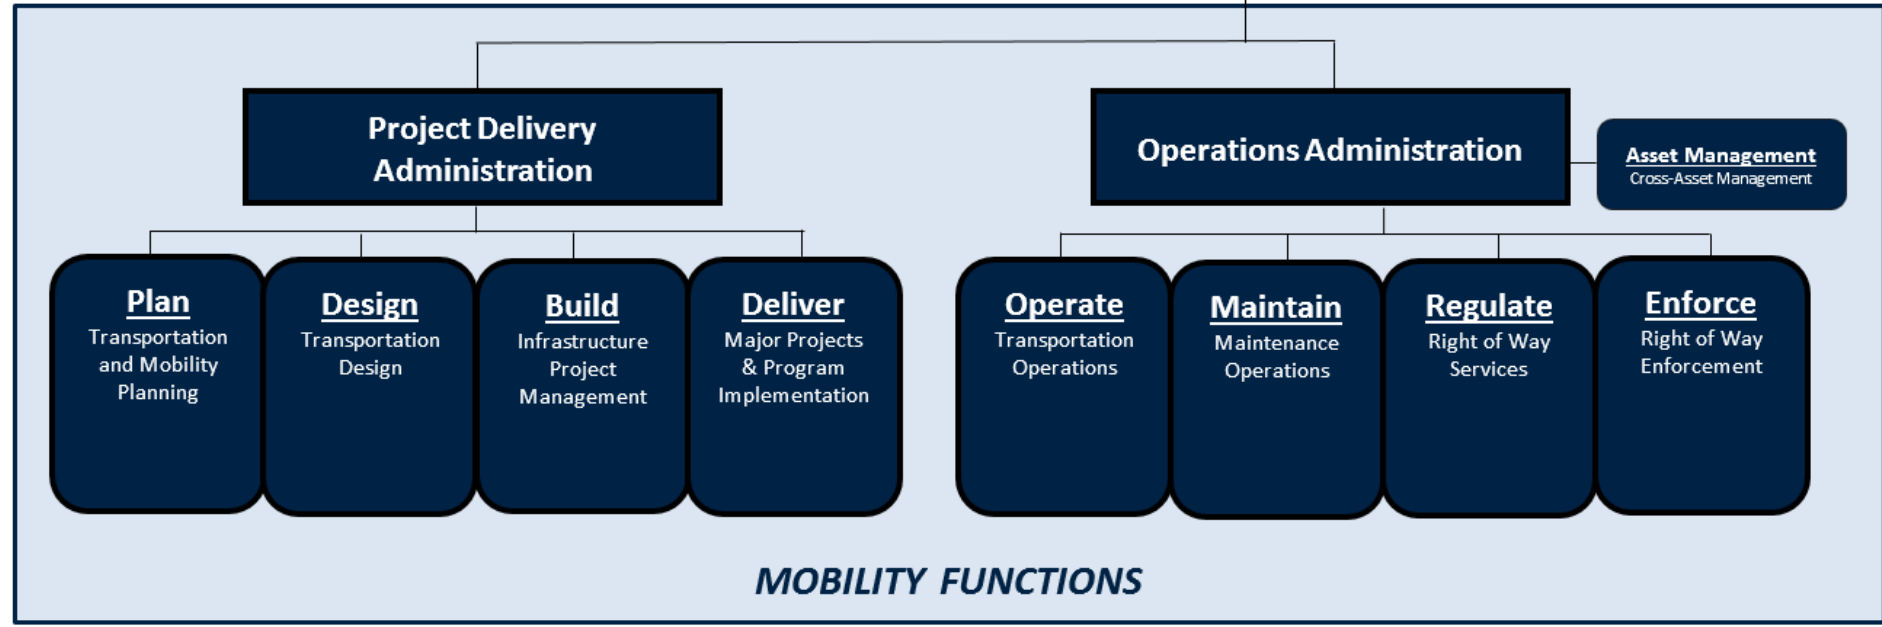 Project Delivery
Administration
Operations Administration
Asset Management
Cross-Asset Management
Plan
Transportation
and Mobility
Planning
Design
Transportation
Design
Build
Infrastructure
Project
Management
Deliver
Major Projects
& Program
Implementation
Operate
Transportation
Operations
Maintain
Maintenance
Operations
Regulate
Right of Way
Services
Enforce
Right of Way
Enforcement
MOBILITY FUNCTIONS